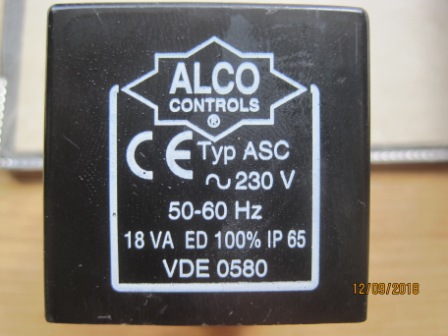 ALCO
CONTROLS
®
CE Typ ASC
~ 230 V
50-60 Hz
18 VA ED 100% IP 65
VDE 0580
12/09/2018